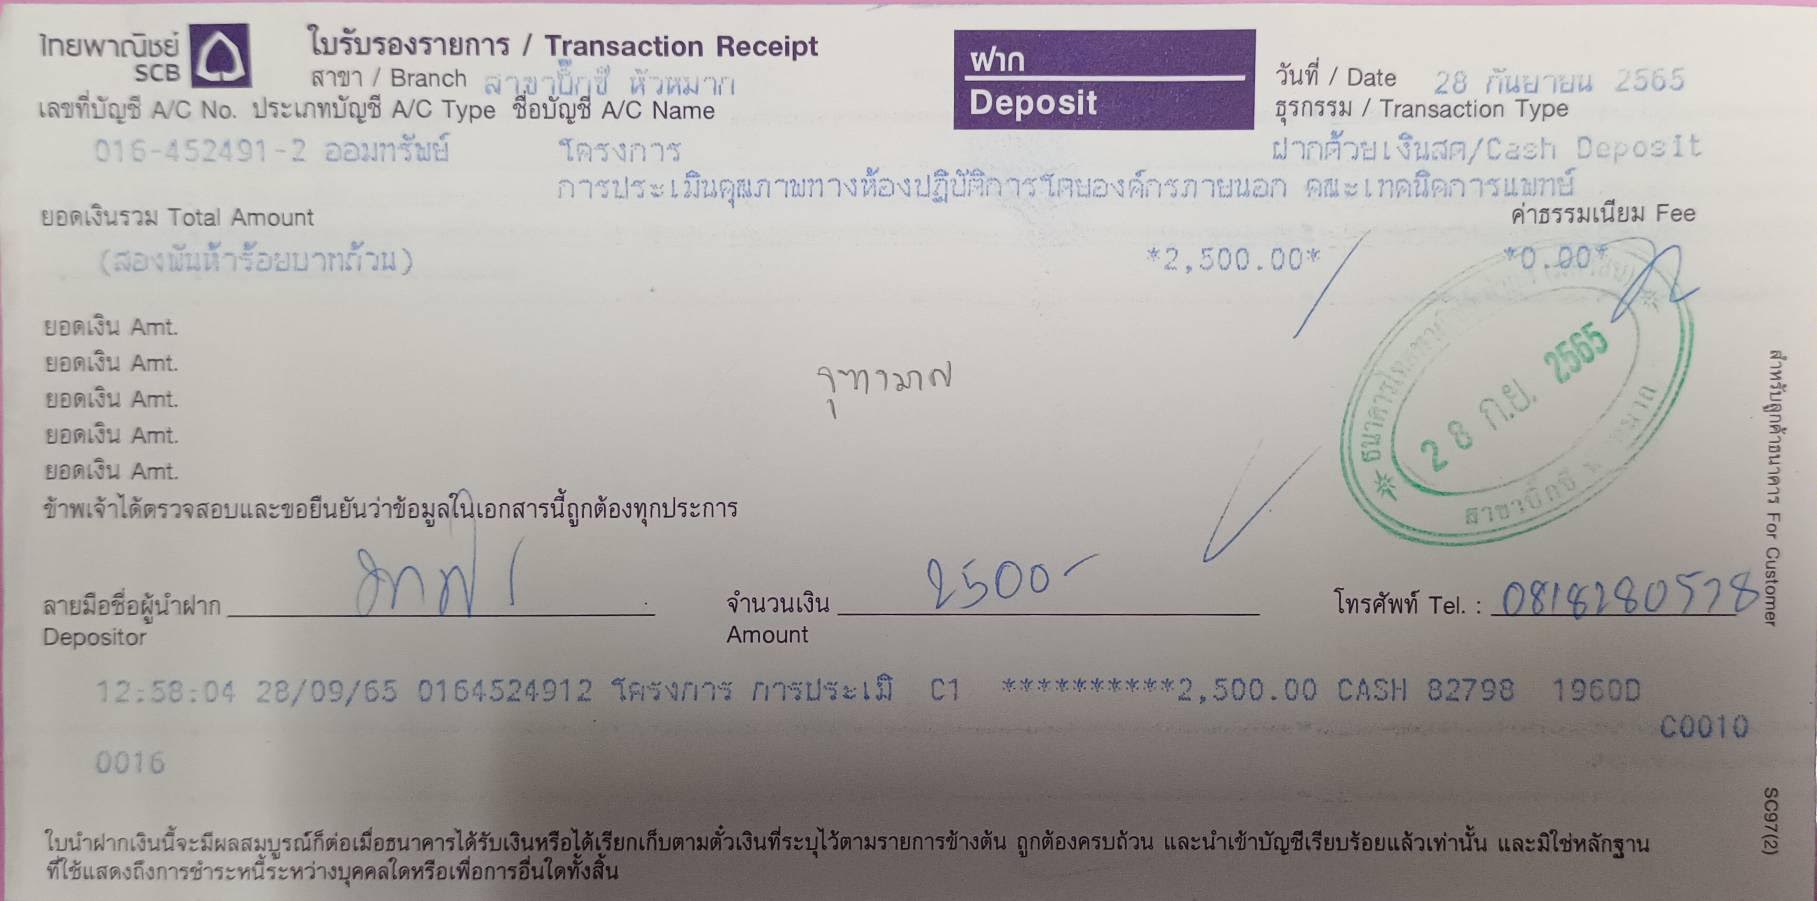 ไทยพาณิชย์
SCB
ใบรับรองรายการ / Transaction Receipt
สาขา / Branch สาขาบิ๊กซี หัวหมาก
ฝาก
Deposit
วันที่ / Date 28 กันยายน 2565
เลขที่บัญชี A/C No. ประเภทบัญชี A/C Type ชื่อบัญชี A/C Name
ธุรกรรม / Transaction Type
016-452491-2 ออมทรัพย์ โครงการ
ฝากด้วยเงินสด/Cash Deposit
การประเมินคุณภาพทางห้องปฏิบัติการโดยองค์กรภายนอก คณะเทคนิคการแพทย์
ยอดเงินรวม Total Amount
ค่าธรรมเนียม Fee
(สองพันห้าร้อยบาทถ้วน) *2,500.00* *0.00*
ยอดเงิน Amt.
ยอดเงิน Amt.
ยอดเงิน Amt.
ยอดเงิน Amt.
ยอดเงิน Amt.
จุฑามาศ
28 ก.ย. 2565
สาขาบิ๊กซี
ข้าพเจ้าได้ตรวจสอบและขอยืนยันว่าข้อมูลในเอกสารนี้ถูกต้องทุกประการ
ลายมือชื่อผู้นำฝาก
Depositor
จำนวนเงิน 2500-
Amount
โทรศัพท์ Tel. : 0818280578
12:58:04 28/09/65 0164524912 โครงการ การประเมิ C1 **********2,500.00 CASH 82798 1960D
C0010
0016
ใบนำฝากเงินนี้จะมีผลสมบูรณ์ก็ต่อเมื่อธนาคารได้รับเงินหรือได้เรียกเก็บตามตั๋วเงินที่ระบุไว้ตามรายการข้างต้น ถูกต้องครบถ้วน และนำเข้าบัญชีเรียบร้อยแล้วเท่านั้น และมิใช่หลักฐาน
ที่ใช้แสดงถึงการชำระหนี้ระหว่างบุคคลใดหรือเพื่อการอื่นใดทั้งสิ้น
สำหรับลูกค้าธนาคาร For Customer
SC97(2)